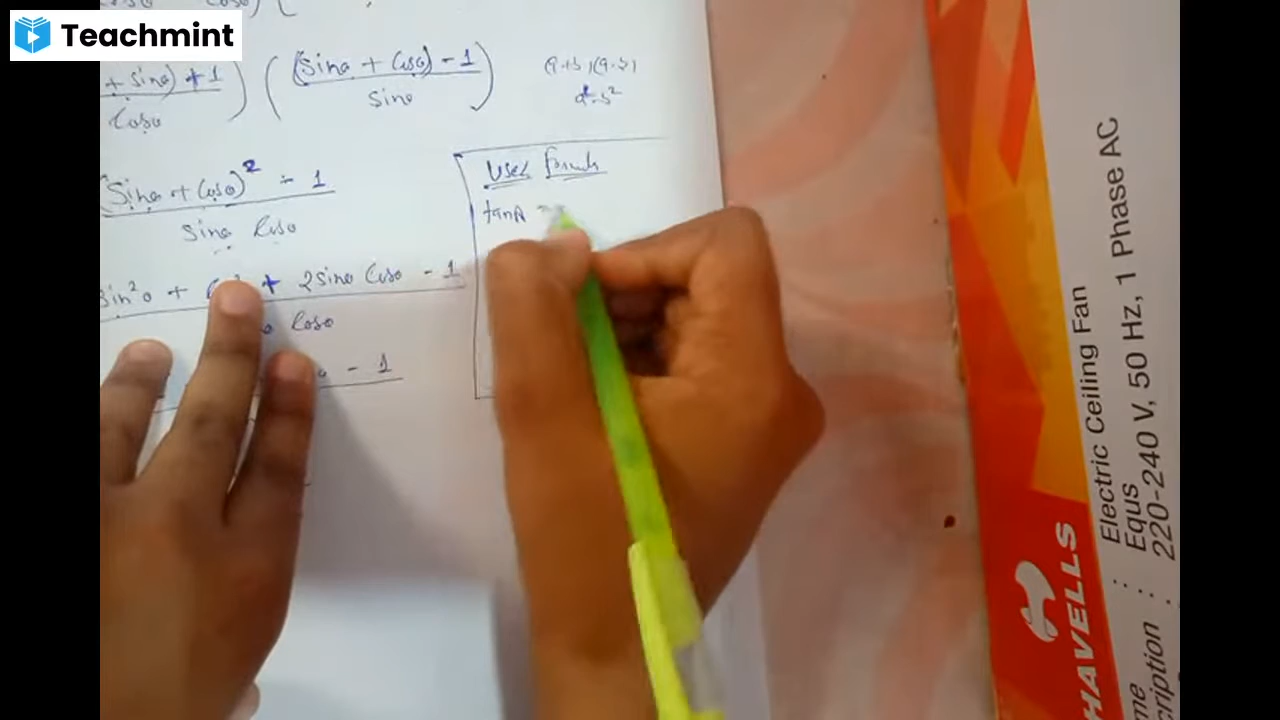 Teachmint
+ sinθ) + 1
(sinθ + cosθ) - 1
cosθ
sinθ
(a+b)(a-b)
a²-b²
(sinθ + cosθ)² - 1
sinθ cosθ
used formula
tanA =
sin²θ + + 2sinθ cosθ - 1
cosθ
- 1
Electric Ceiling Fan
Equs
220-240 V, 50 Hz, 1 Phase AC
HAVELLS
:
: